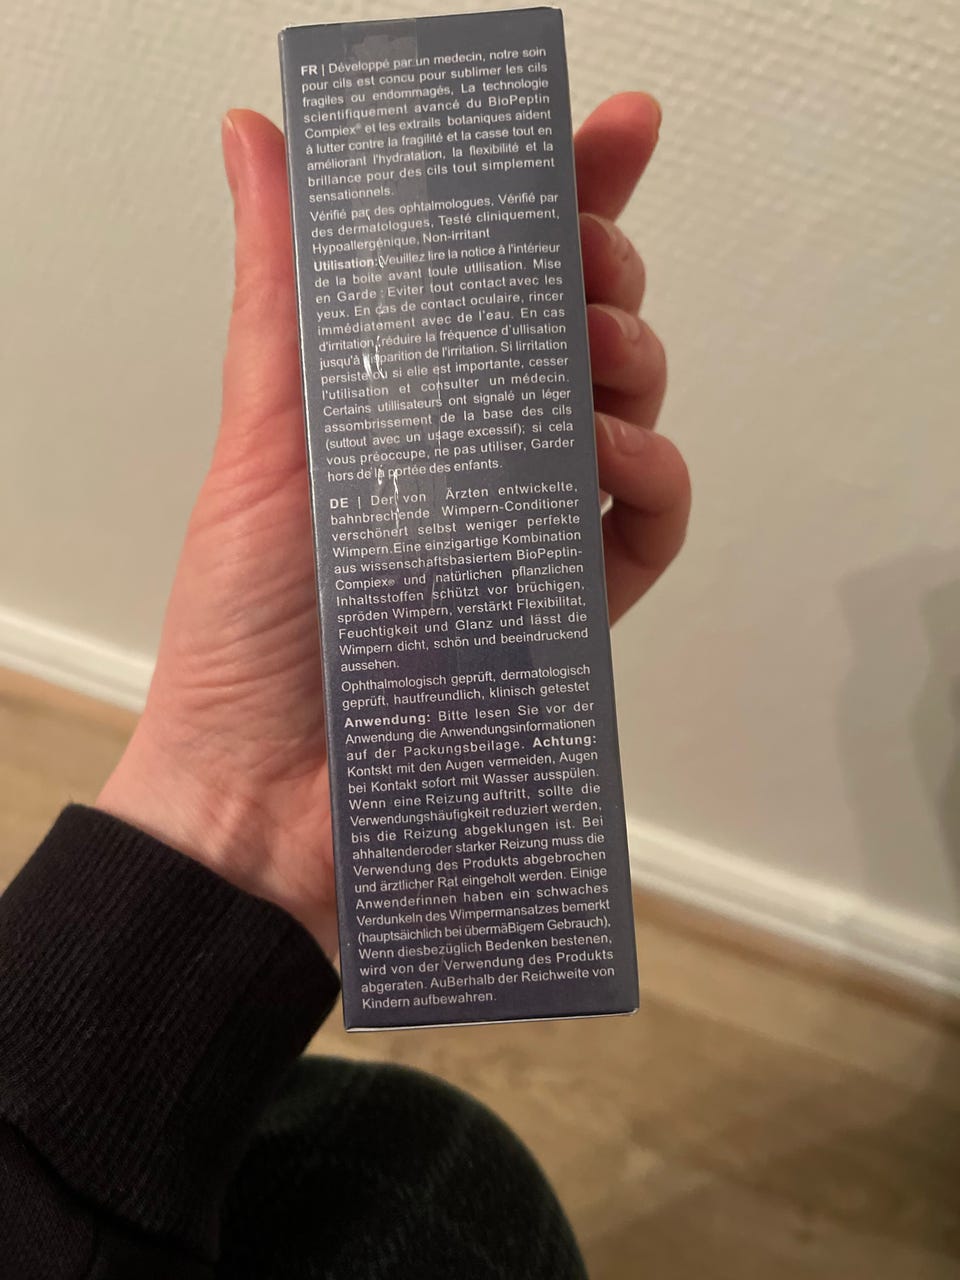 FR | Développé par un medecin, notre soin
pour cils est concu pour sublimer les cils
fragiles ou endommagés, La technologie
scientifiquement avancé du BioPeptin
Compiex® et les extrails botaniques aident
à lutter contre la fragilité et la casse tout en
améliorant l'hydratalion, la flexibilité et la
brillance pour des cils tout simplement
sensationnels.
Vérifié par des ophtalmologues, Vérifié par
des dermatologues, Testé cliniquement,
Hypoallergénique, Non-irritant
Utilisation: Veuillez lire la notice à l'intérieur
de la boite avant toute utllisation. Mise
en Garde : Eviter tout contact avec les
yeux. En cas de contact oculaire, rincer
immédiatement avec de l'eau. En cas
d'irritation réduire la fréquence d'ullisation
jusqu'à disparition de l'irritation. Si lirritation
persiste ou si elle est importante, cesser
l'utilisation et consulter un médecin.
Certains utilisateurs ont signalé un léger
assombrissement de la base des cils
(suttout avec un usage excessif); si cela
vous préoccupe, ne pas utiliser, Garder
hors de la portée des enfants.
DE | Der von Ärzten entwickelte,
bahnbrechende Wimpern-Conditioner
verschönert selbst weniger perfekte
Wimpern.Eine einzigartige Kombination
aus wissenschaftsbasiertem BioPeptin-
Compiex® und natürlichen pflanzlichen
Inhaltsstoffen schützt vor brüchigen,
spröden Wimpern, verstärkt Flexibilitat,
Feuchtigkeit und Glanz und lässt die
Wimpern dicht, schön und beeindruckend
aussehen.
Ophthalmologisch geprüft, dermatologisch
geprüft, hautfreundlich, klinisch getestet
Anwendung: Bitte lesen Sie vor der
Anwendung die Anwendungsinformationen
auf der Packungsbeilage. Achtung:
Kontskt mit den Augen vermeiden, Augen
bei Kontakt sofort mit Wasser ausspülen.
Wenn eine Reizung auftritt, sollte die
Verwendungshäufigkeit reduziert werden,
bis die Reizung abgeklungen ist. Bei
ahhaltenderoder starker Reizung muss die
Verwendung des Produkts abgebrochen
und ärztlicher Rat eingeholt werden. Einige
Anwenderinnen haben ein schwaches
Verdunkeln des Wimpermansatzes bemerkt
(hauptsäichlich bei übermäBigem Gebrauch),
Wenn diesbezüglich Bedenken bestenen,
wird von der Verwendung des Produkts
abgeraten. AuBerhalb der Reichweite von
Kindern aufbewahren.